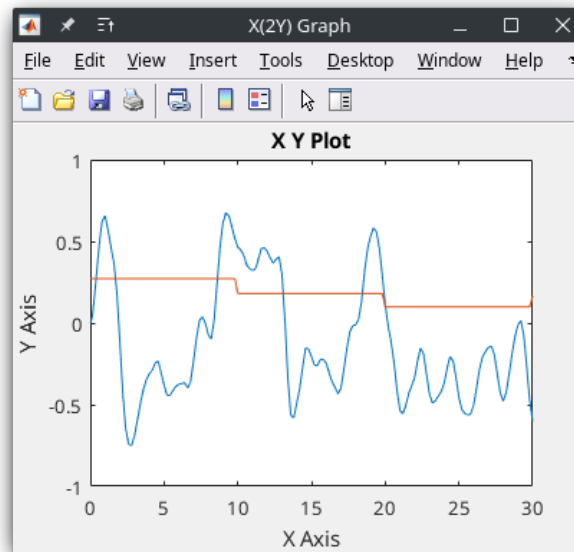 X(2Y) Graph
File Edit View Insert Tools Desktop Window Help
X Y Plot
1
0.5
0
-0.5
-1
Y Axis
0 5 10 15 20 25 30
X Axis